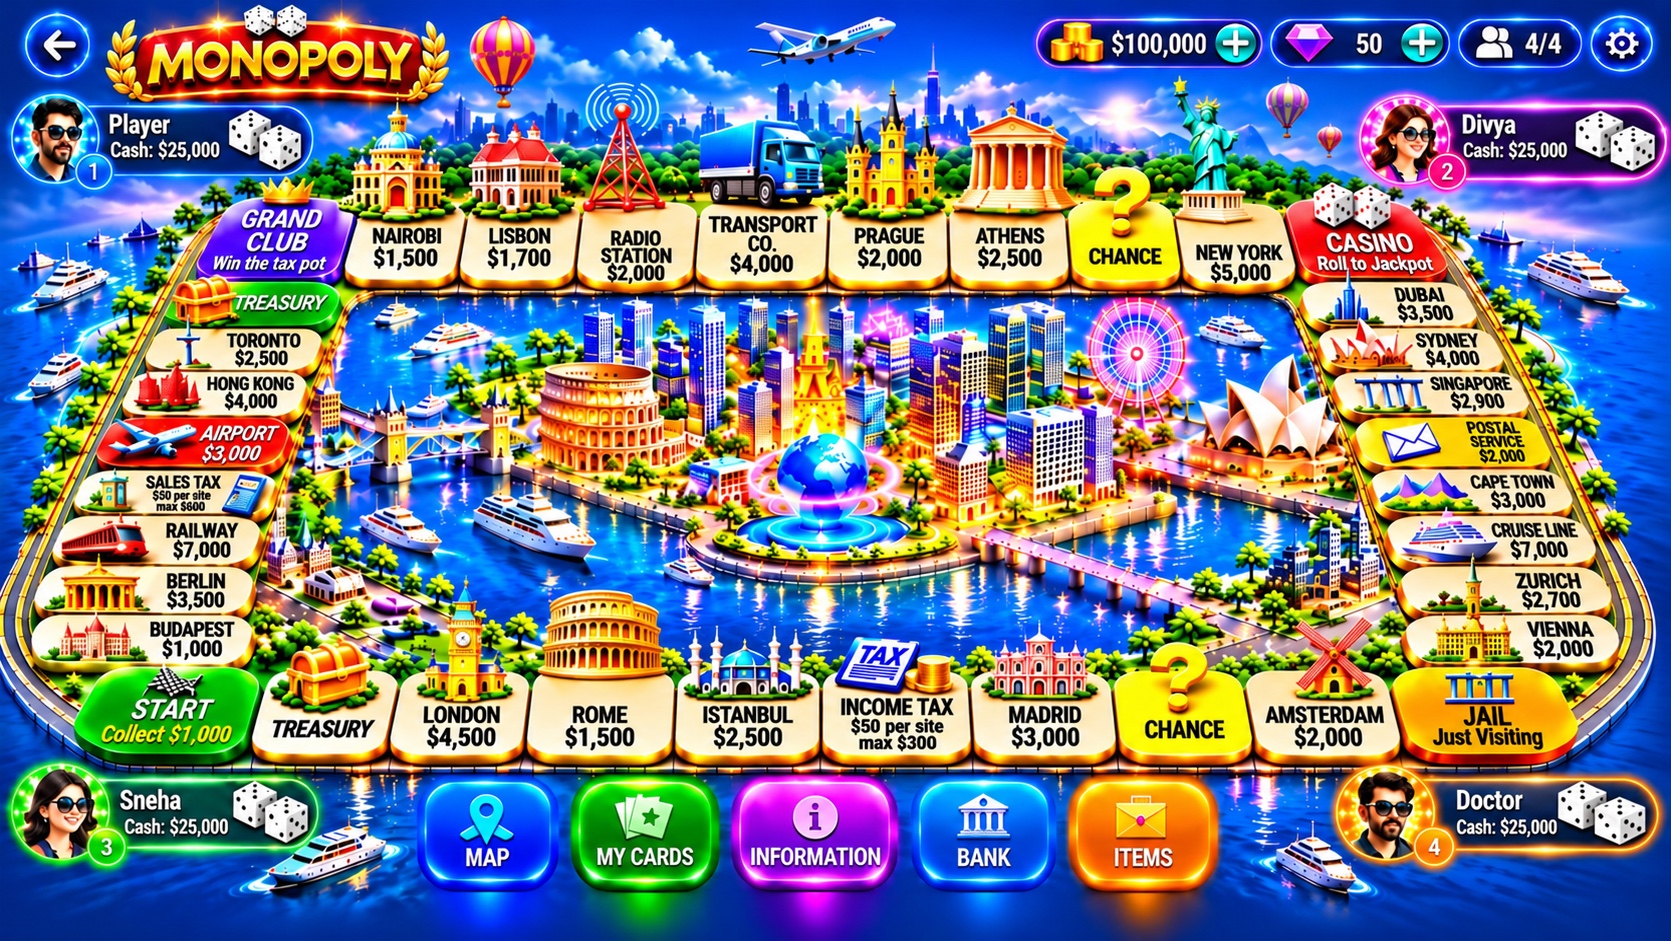 MONOPOLY
$100,000
50
4/4
Player
Cash: $25,000
1
Divya
Cash: $25,000
2
GRAND
CLUB
Win the tax pot
NAIROBI
$1,500
LISBON
$1,700
RADIO
STATION
$2,000
TRANSPORT
CO.
$4,000
PRAGUE
$2,000
ATHENS
$2,500
?
CHANCE
NEW YORK
$5,000
CASINO
Roll to Jackpot
TREASURY
TORONTO
$2,500
HONG KONG
$4,000
AIRPORT
$3,000
SALES TAX
$50 per site
max $600
RAILWAY
$7,000
BERLIN
$3,500
BUDAPEST
$1,000
DUBAI
$3,500
SYDNEY
$4,000
SINGAPORE
$2,900
POSTAL
SERVICE
$2,000
CAPE TOWN
$3,000
CRUISE LINE
$7,000
ZURICH
$2,700
VIENNA
$2,000
START
Collect $1,000
TREASURY
LONDON
$4,500
ROME
$1,500
ISTANBUL
$2,500
TAX
INCOME TAX
$50 per site
max $300
MADRID
$3,000
?
CHANCE
AMSTERDAM
$2,000
JAIL
Just Visiting
Sneha
Cash: $25,000
3
MAP
MY CARDS
i
INFORMATION
BANK
ITEMS
Doctor
Cash: $25,000
4